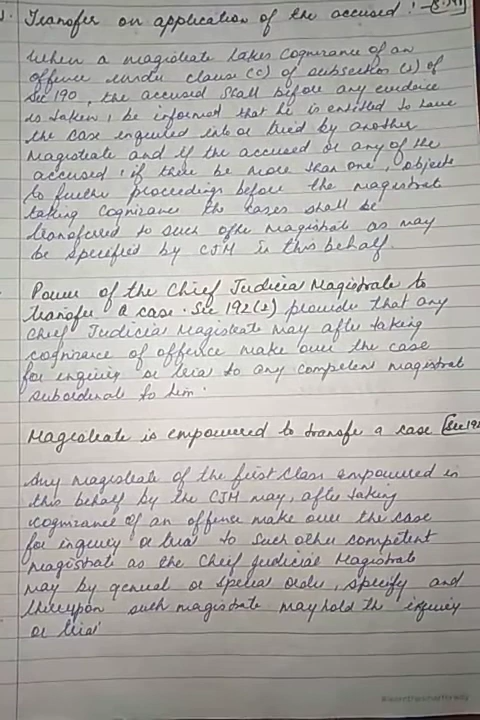 Transfer on application of the accused :- [S.191]
When a magistrate takes cognizance of an
offence under clause (c) of subsection (1) of
Sec 190, the accused shall before any evidence
is taken, be informed that he is entitled to have
the case enquired into or tried by another
Magistrate and if the accused or any of the
accused, if there be more than one, objects
to further proceedings before the magistrate
taking cognizance the cases shall be
transferred to such other magistrate as may
be specified by CJM in this behalf.
Power of the Chief Judicial Magistrate to
transfer a case. Sec 192(1) provide that any
Chief Judicial Magistrate may after taking
cognizance of offence make over the case
for inquiry or trial to any competent magistrate
subordinate to him.
Magistrate is empowered to transfer a case [Sec 192
Any magistrate of the first class empowered in
this behalf by the CJM may, after taking
cognizance of an offence make over the case
for inquiry or trial to such other competent
magistrate as the Chief Judicial Magistrate
may by general or special order, specify and
thereupon such magistrate may hold the inquiry
or trial